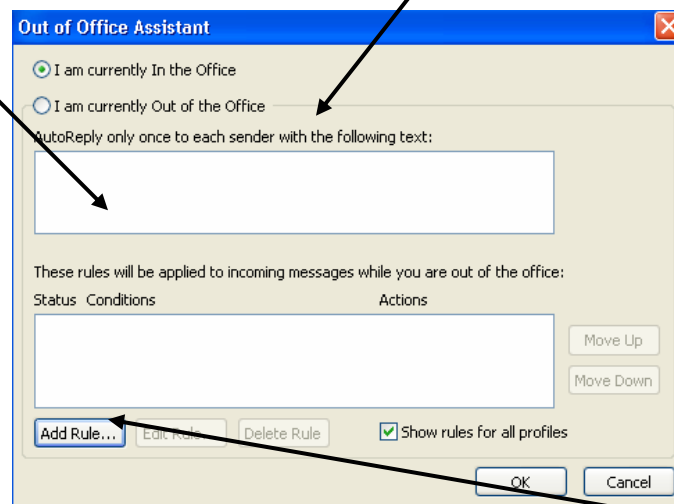 Out of Office Assistant
I am currently In the Office
I am currently Out of the Office
AutoReply only once to each sender with the following text:
These rules will be applied to incoming messages while you are out of the office:
Status Conditions Actions
Move Up
Move Down
Add Rule... Edit Rule... Delete Rule Show rules for all profiles
OK Cancel